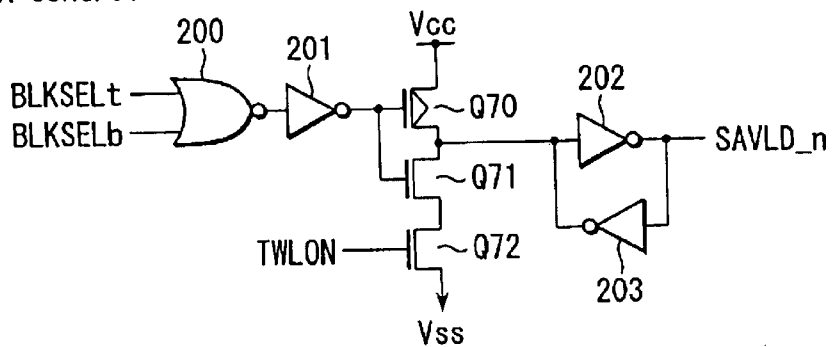 200
201
Vcc
BLKSELt
BLKSELb
Q70
202
SAVLD_n
Q71
TWLON
Q72
203
Vss